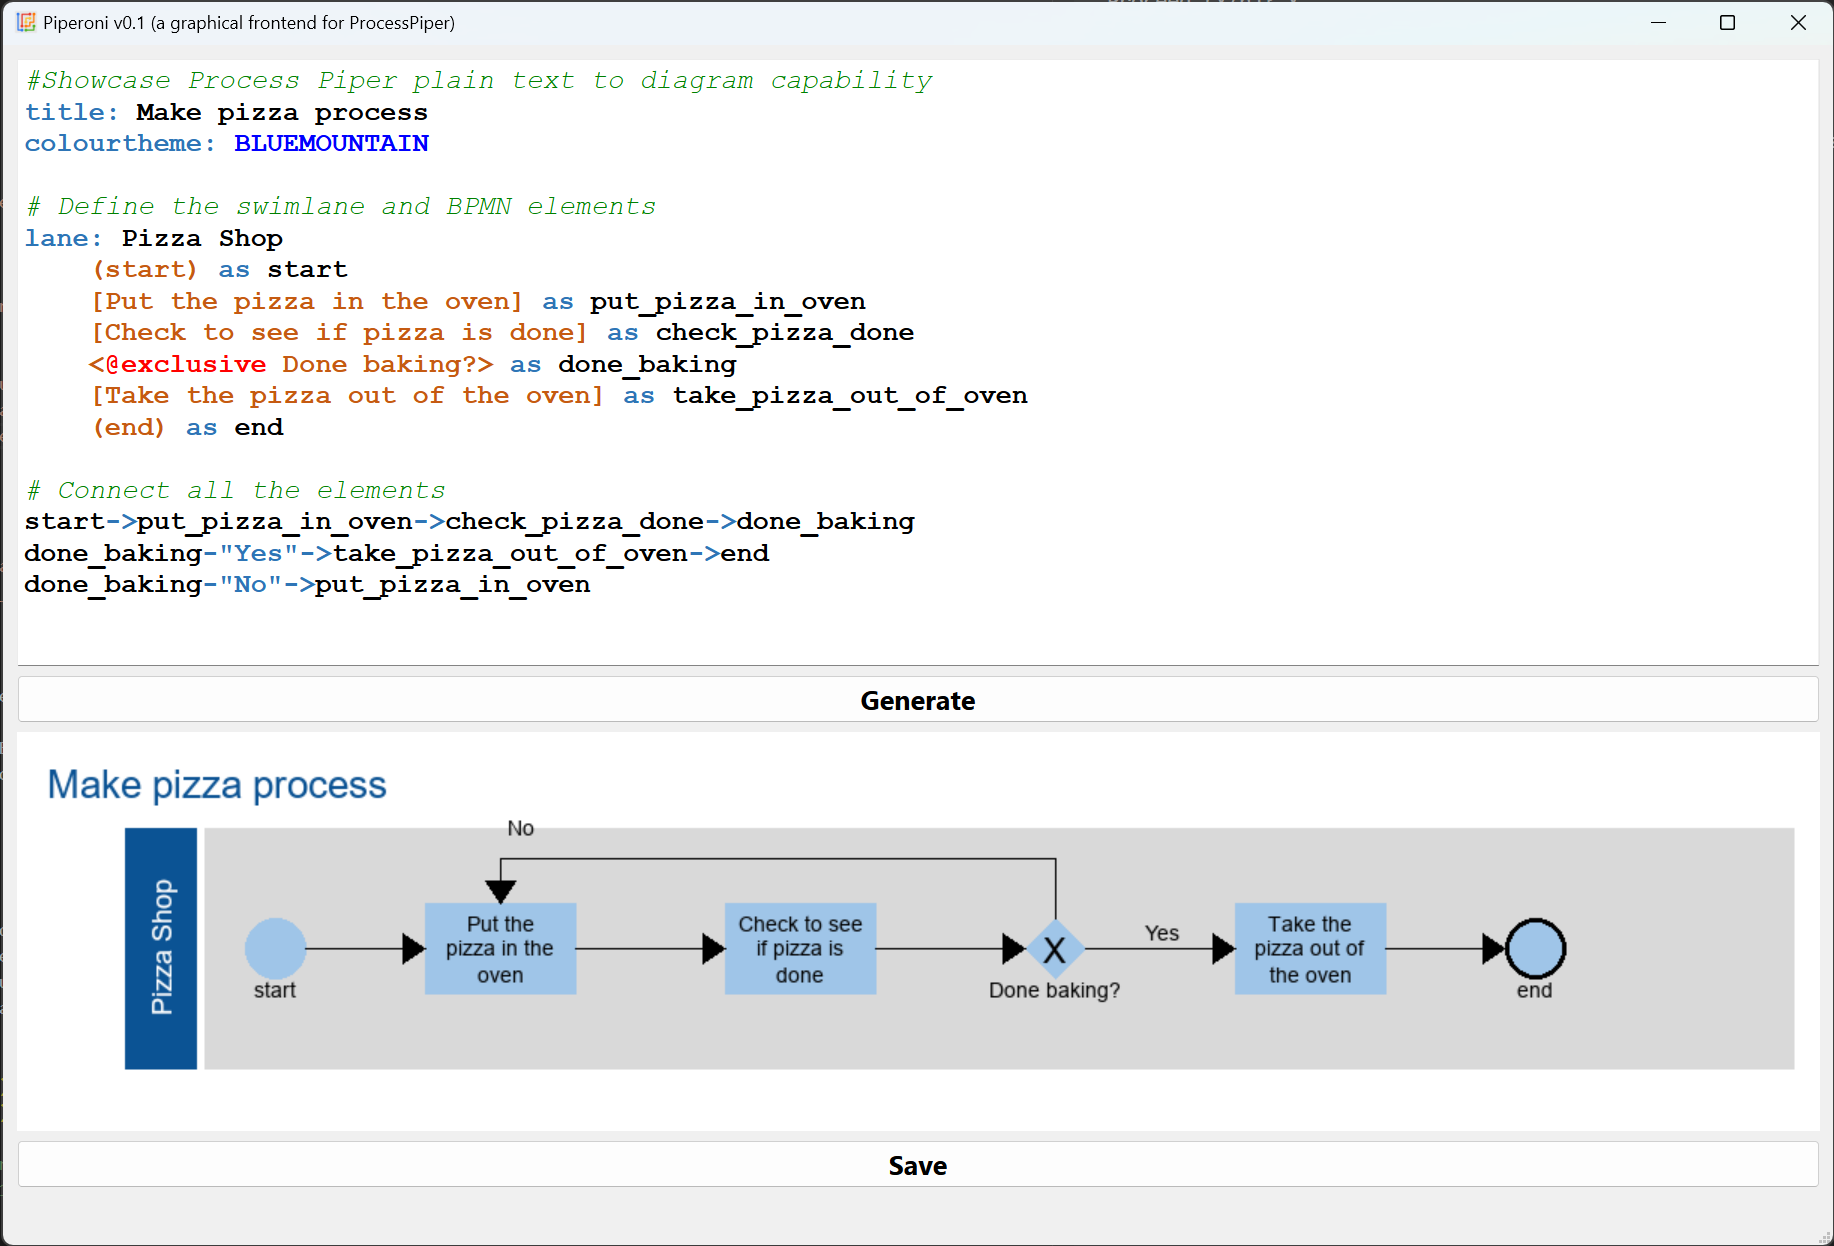 Piperoni v0.1 (a graphical frontend for ProcessPiper)
#Showcase Process Piper plain text to diagram capability
title: Make pizza process
colourtheme: BLUEMOUNTAIN
# Define the swimlane and BPMN elements
lane: Pizza Shop
(start) as start
[Put the pizza in the oven] as put_pizza_in_oven
[Check to see if pizza is done] as check_pizza_done
<@exclusive Done baking?> as done_baking
[Take the pizza out of the oven] as take_pizza_out_of_oven
(end) as end
# Connect all the elements
start->put_pizza_in_oven->check_pizza_done->done_baking
done_baking-"Yes"->take_pizza_out_of_oven->end
done_baking-"No"->put_pizza_in_oven
Generate
Make pizza process
Pizza Shop
No
start
Put the
pizza in the
oven
Check to see
if pizza is
done
X
Done baking?
Yes
Take the
pizza out of
the oven
end
Save